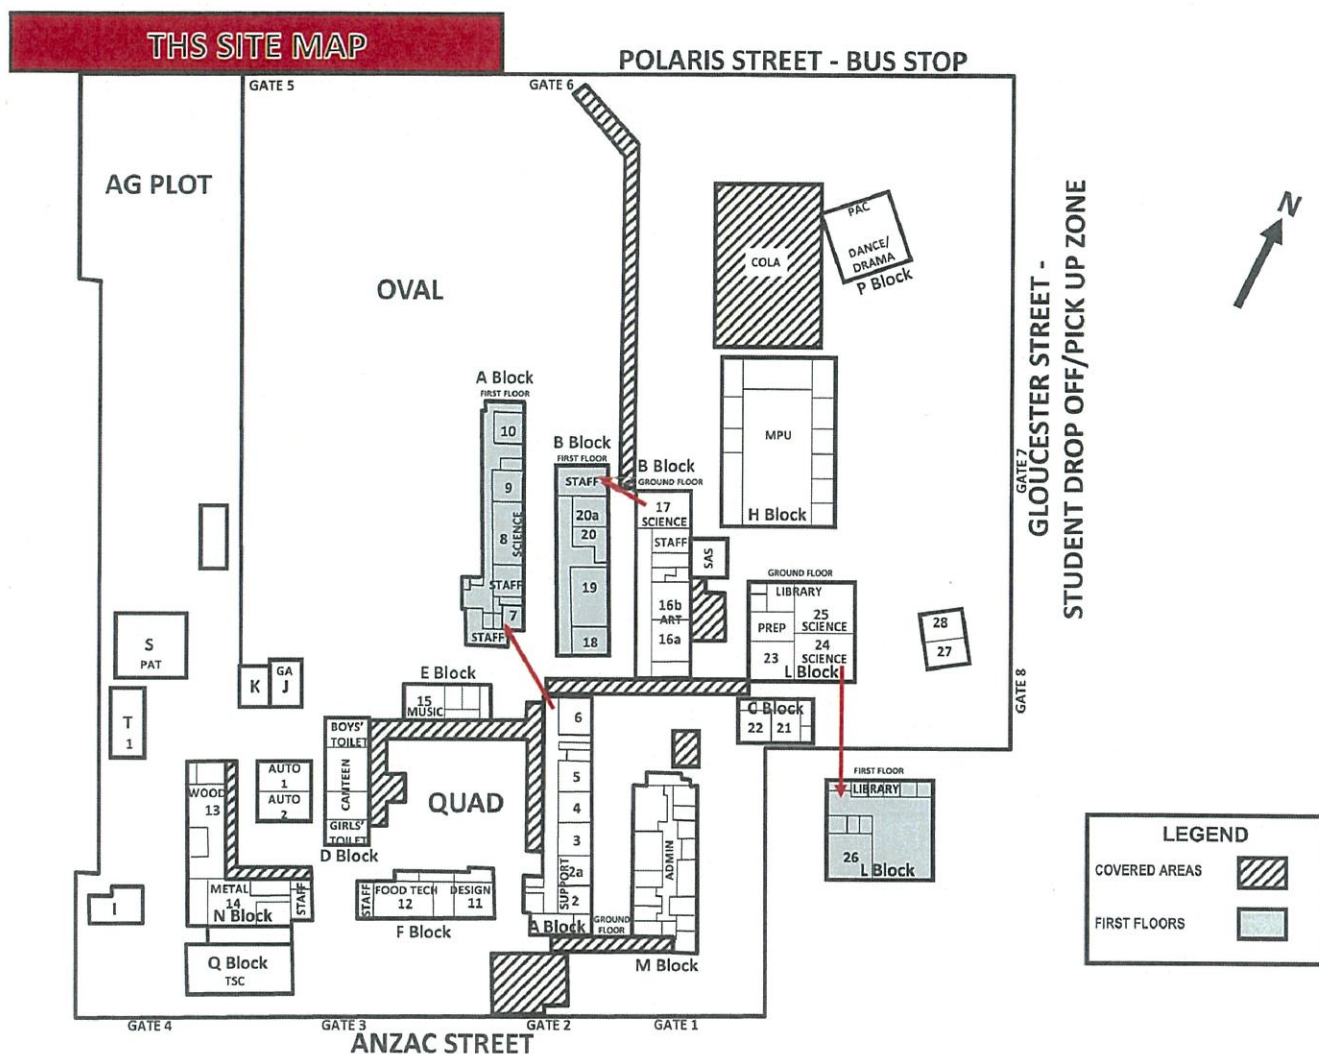 THS SITE MAP
POLARIS STREET - BUS STOP
GATE 5
GATE 6
AG PLOT
OVAL
COLA
PAC
DANCE/
DRAMA
P Block
N
GLOUCESTER STREET -
STUDENT DROP OFF/PICK UP ZONE
GATE 7
GATE 8
A Block
FIRST FLOOR
10
9
8
SCIENCE
STAFF
7
STAFF
B Block
FIRST FLOOR
STAFF
20a
20
19
18
B Block
GROUND FLOOR
17
SCIENCE
STAFF
16b
ART
16a
SAS
MPU
H Block
GROUND FLOOR
LIBRARY
PREP
25
SCIENCE
24
SCIENCE
23
L Block
28
27
C Block
22
21
FIRST FLOOR
LIBRARY
26
L Block
S
PAT
T
1
K
GA
J
E Block
15
MUSIC
BOYS'
TOILET
CANTEEN
GIRLS'
TOILET
D Block
QUAD
AUTO
1
AUTO
2
WOOD
13
METAL
14
STAFF
N Block
I
Q Block
TSC
STAFF
FOOD TECH
12
DESIGN
11
F Block
6
5
4
3
2a
2
SUPPORT
A Block
GROUND
FLOOR
ADMIN
M Block
LEGEND
COVERED AREAS
FIRST FLOORS
GATE 4
GATE 3
GATE 2
GATE 1
ANZAC STREET